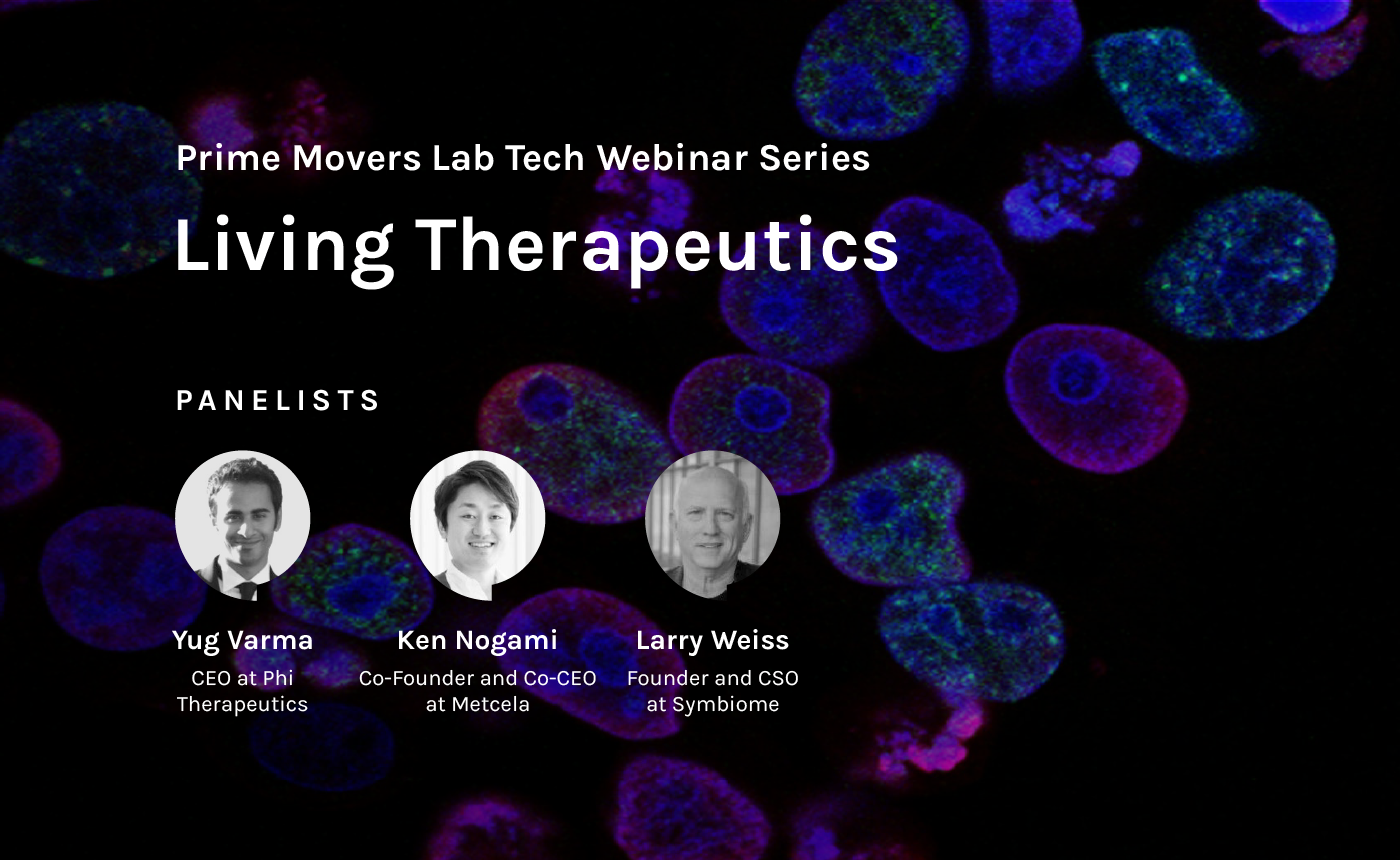 Prime Movers Lab Tech Webinar Series
Living Therapeutics
PANELISTS
Yug Varma
CEO at Phi
Therapeutics
Ken Nogami
Co-Founder and Co-CEO
at Metcela
Larry Weiss
Founder and CSO
at Symbiome